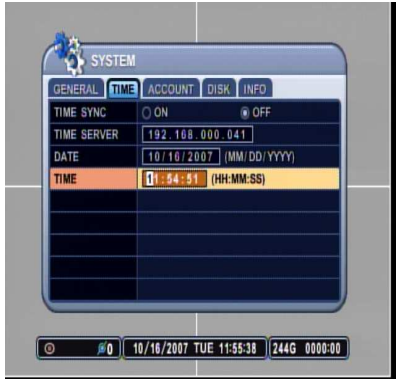 SYSTEM
GENERAL TIME ACCOUNT DISK INFO
TIME SYNC ON OFF
TIME SERVER 192.168.000.041
DATE 10/16/2007 (MM/DD/YYYY)
TIME 11:54:51 (HH:MM:SS)
0 10/16/2007 TUE 11:55:38 244G 0000:00